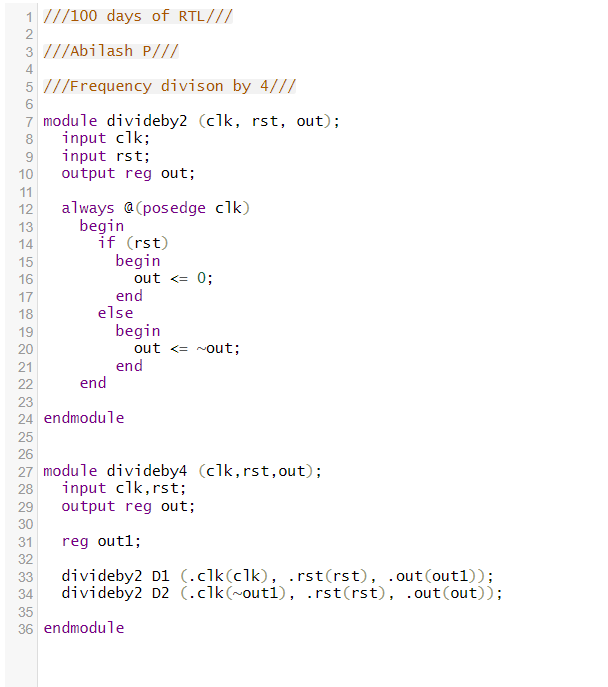 1 ///100 days of RTL///
2
3 ///Abilash P///
4
5 ///Frequency divison by 4///
6
7 module divideby2 (clk, rst, out);
8   input clk;
9   input rst;
10   output reg out;
11
12   always @(posedge clk)
13     begin
14       if (rst)
15         begin
16           out <= 0;
17         end
18       else
19         begin
20           out <= ~out;
21         end
22     end
23
24 endmodule
25
26
27 module divideby4 (clk,rst,out);
28   input clk,rst;
29   output reg out;
30
31   reg out1;
32
33   divideby2 D1 (.clk(clk), .rst(rst), .out(out1));
34   divideby2 D2 (.clk(~out1), .rst(rst), .out(out));
35
36 endmodule